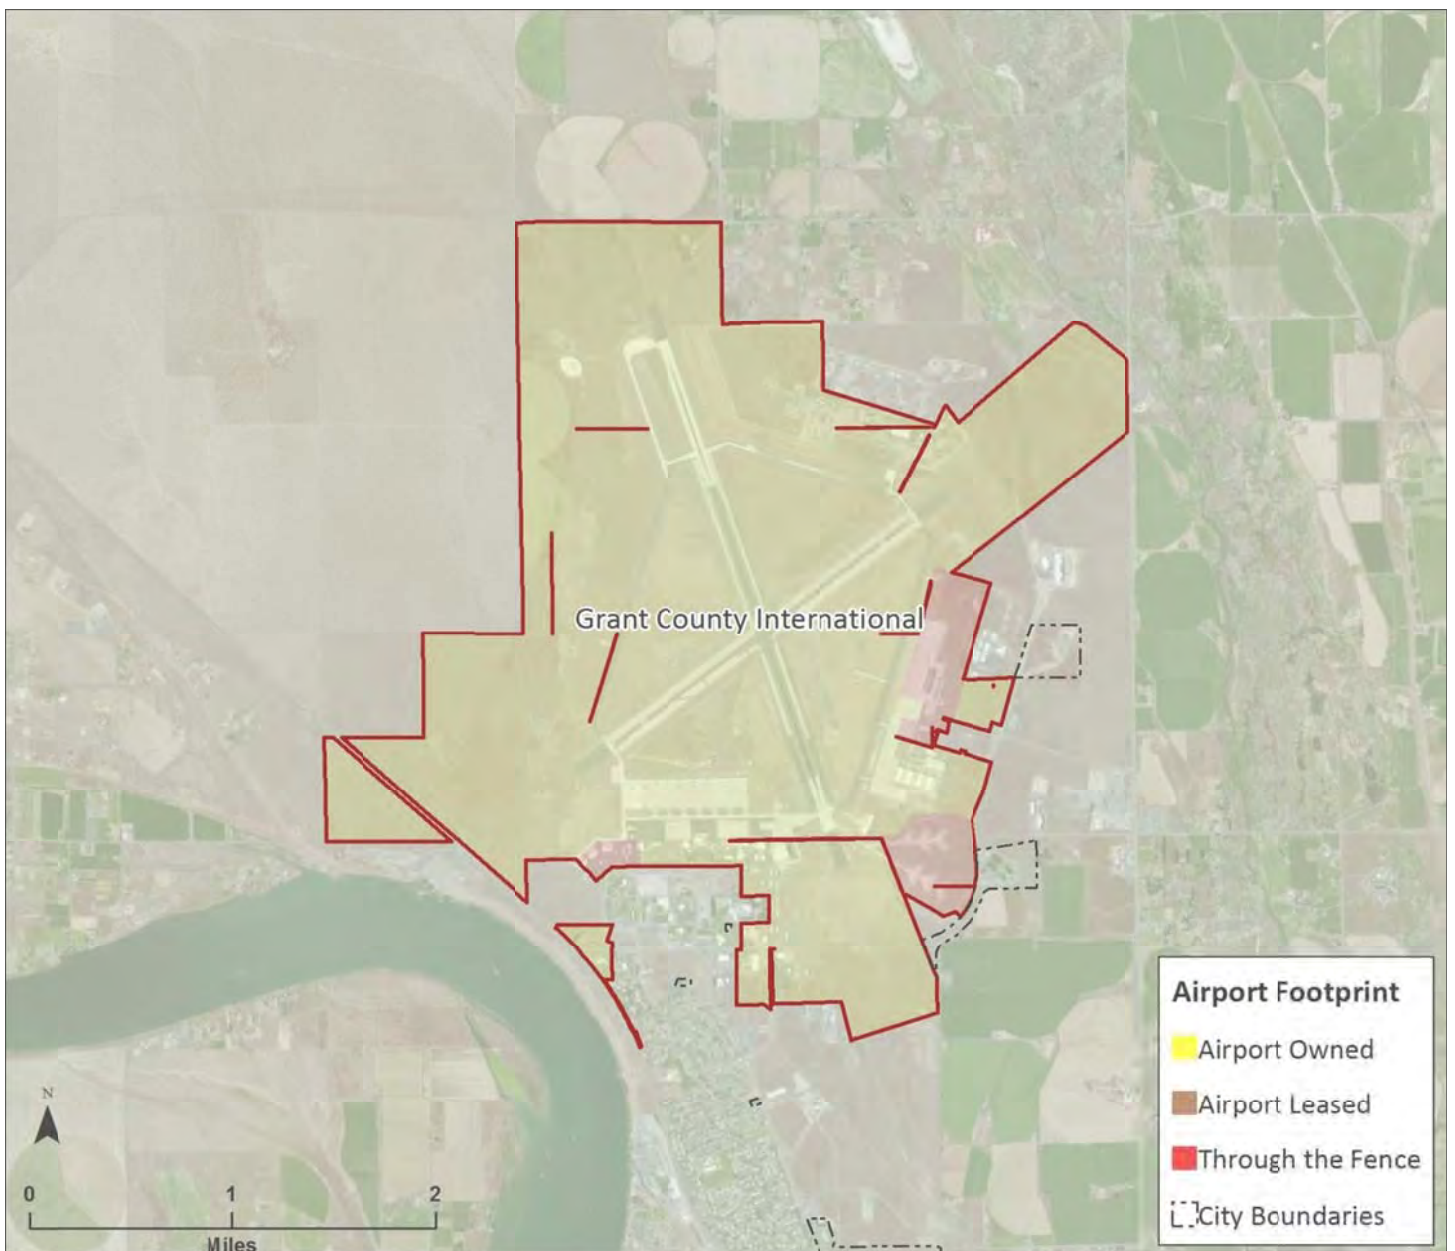 Grant County International
Airport Footprint
Airport Owned
Airport Leased
Through the Fence
City Boundaries
N
0 1 2
Miles